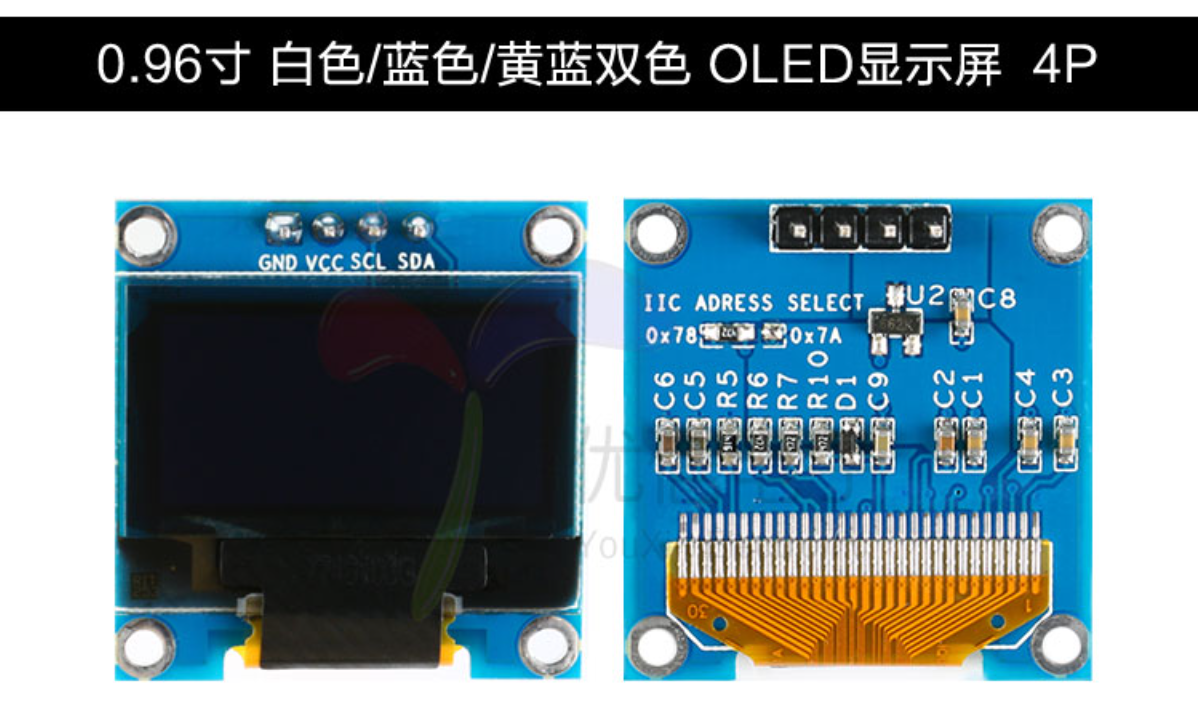 0.96寸 白色/蓝色/黄蓝双色 OLED显示屏 4P
GND VCC SCL SDA
IIC ADRESS SELECT
U2 C8
0x78 0x7A
C6 C5 R5 R6 R7 R10 D1 C9 C2 C1 C4 C3
30 1